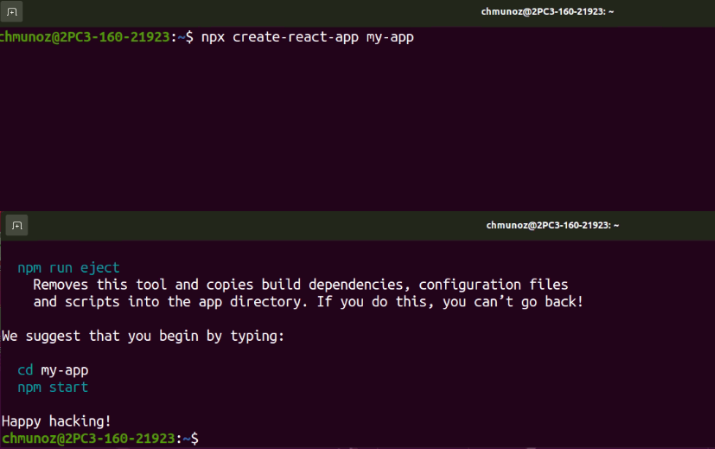 chmunoz@2PC3-160-21923: ~
chmunoz@2PC3-160-21923:~$ npx create-react-app my-app
chmunoz@2PC3-160-21923: ~
npm run eject
Removes this tool and copies build dependencies, configuration files
and scripts into the app directory. If you do this, you can’t go back!
We suggest that you begin by typing:
cd my-app
npm start
Happy hacking!
chmunoz@2PC3-160-21923:~$